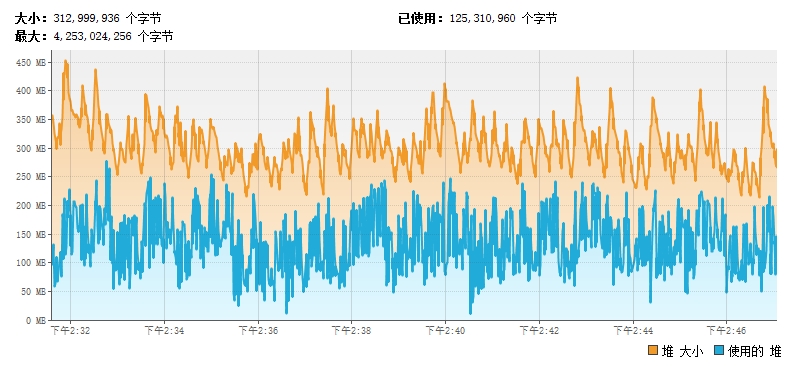 大小: 312,999,936 个字节 已使用: 125,310,960 个字节
最大: 4,253,024,256 个字节
450 MB
400 MB
350 MB
300 MB
250 MB
200 MB
150 MB
100 MB
50 MB
0 MB
下午2:32 下午2:34 下午2:36 下午2:38 下午2:40 下午2:42 下午2:44 下午2:46
堆 大小 使用的 堆